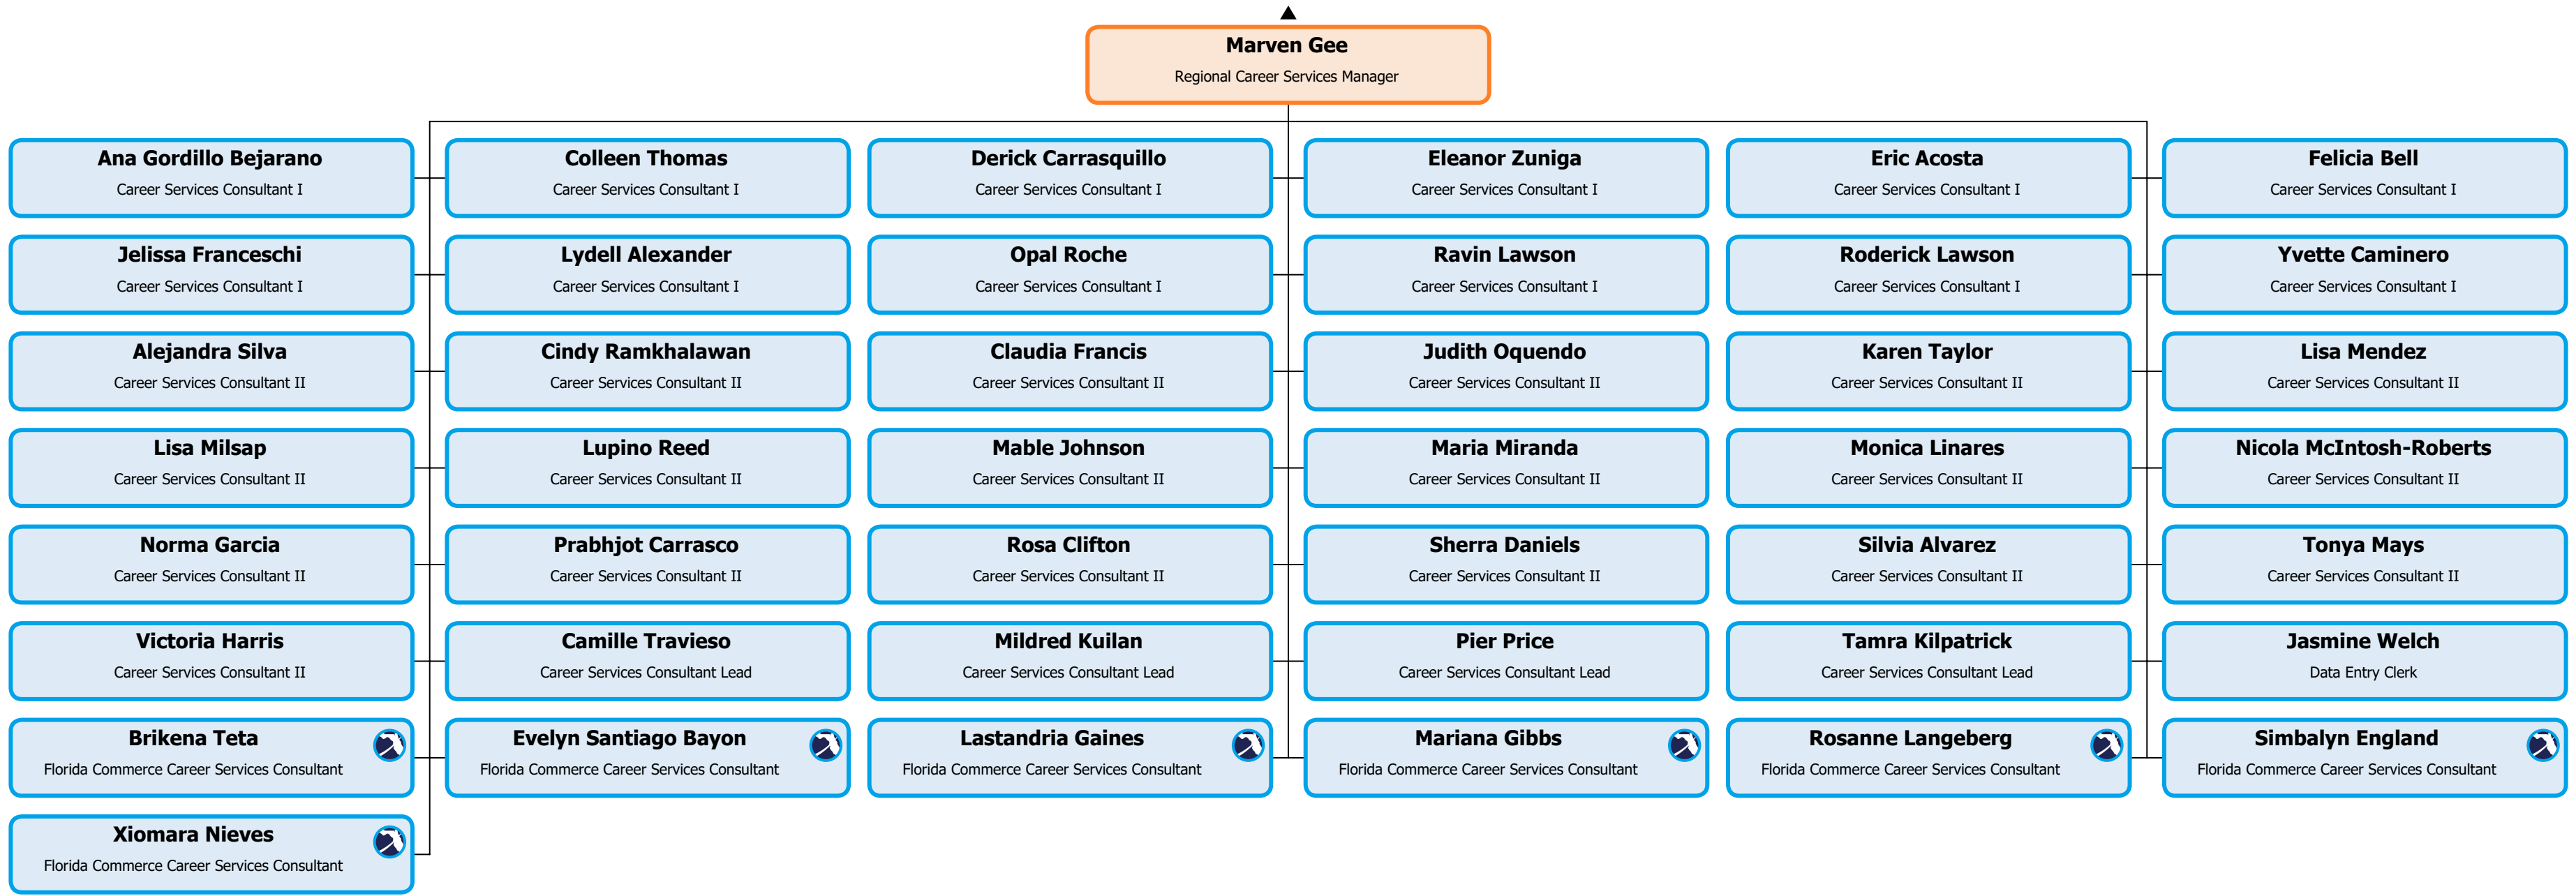 Marven Gee
Regional Career Services Manager
Ana Gordillo Bejarano
Career Services Consultant I
Colleen Thomas
Career Services Consultant I
Derick Carrasquillo
Career Services Consultant I
Eleanor Zuniga
Career Services Consultant I
Eric Acosta
Career Services Consultant I
Felicia Bell
Career Services Consultant I
Jelissa Franceschi
Career Services Consultant I
Lydell Alexander
Career Services Consultant I
Opal Roche
Career Services Consultant I
Ravin Lawson
Career Services Consultant I
Roderick Lawson
Career Services Consultant I
Yvette Caminero
Career Services Consultant I
Alejandra Silva
Career Services Consultant II
Cindy Ramkhalawan
Career Services Consultant II
Claudia Francis
Career Services Consultant II
Judith Oquendo
Career Services Consultant II
Karen Taylor
Career Services Consultant II
Lisa Mendez
Career Services Consultant II
Lisa Milsap
Career Services Consultant II
Lupino Reed
Career Services Consultant II
Mable Johnson
Career Services Consultant II
Maria Miranda
Career Services Consultant II
Monica Linares
Career Services Consultant II
Nicola McIntosh-Roberts
Career Services Consultant II
Norma Garcia
Career Services Consultant II
Prabhjot Carrasco
Career Services Consultant II
Rosa Clifton
Career Services Consultant II
Sherra Daniels
Career Services Consultant II
Silvia Alvarez
Career Services Consultant II
Tonya Mays
Career Services Consultant II
Victoria Harris
Career Services Consultant II
Camille Travieso
Career Services Consultant Lead
Mildred Kuilan
Career Services Consultant Lead
Pier Price
Career Services Consultant Lead
Tamra Kilpatrick
Career Services Consultant Lead
Jasmine Welch
Data Entry Clerk
Brikena Teta
Florida Commerce Career Services Consultant
Evelyn Santiago Bayon
Florida Commerce Career Services Consultant
Lastandria Gaines
Florida Commerce Career Services Consultant
Mariana Gibbs
Florida Commerce Career Services Consultant
Rosanne Langeberg
Florida Commerce Career Services Consultant
Simbalyn England
Florida Commerce Career Services Consultant
Xiomara Nieves
Florida Commerce Career Services Consultant